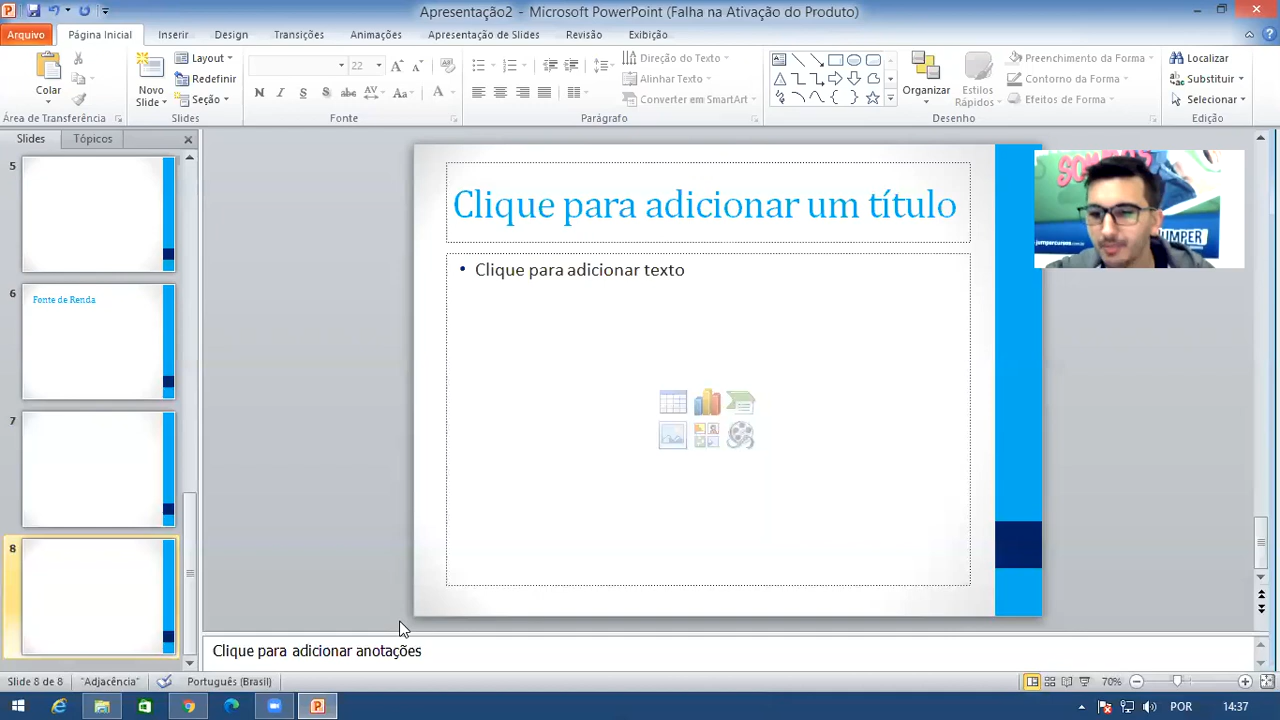 Apresentação2 - Microsoft PowerPoint (Falha na Ativação do Produto)
Arquivo Página Inicial Inserir Design Transições Animações Apresentação de Slides Revisão Exibição
Colar
Área de Transferência
Novo Slide
Layout
Redefinir
Seção
Slides
22
N I S abc AV Aa A
Fonte
Direção do Texto
Alinhar Texto
Converter em SmartArt
Parágrafo
Organizar
Estilos Rápidos
Preenchimento da Forma
Contorno da Forma
Efeitos de Forma
Desenho
Localizar
Substituir
Selecionar
Edição
Slides Tópicos
5
6
Fonte de Renda
7
8
Clique para adicionar um título
• Clique para adicionar texto
JUMPER
Clique para adicionar anotações
Slide 8 de 8 "Adjacência" Português (Brasil) 70%
POR 14:37